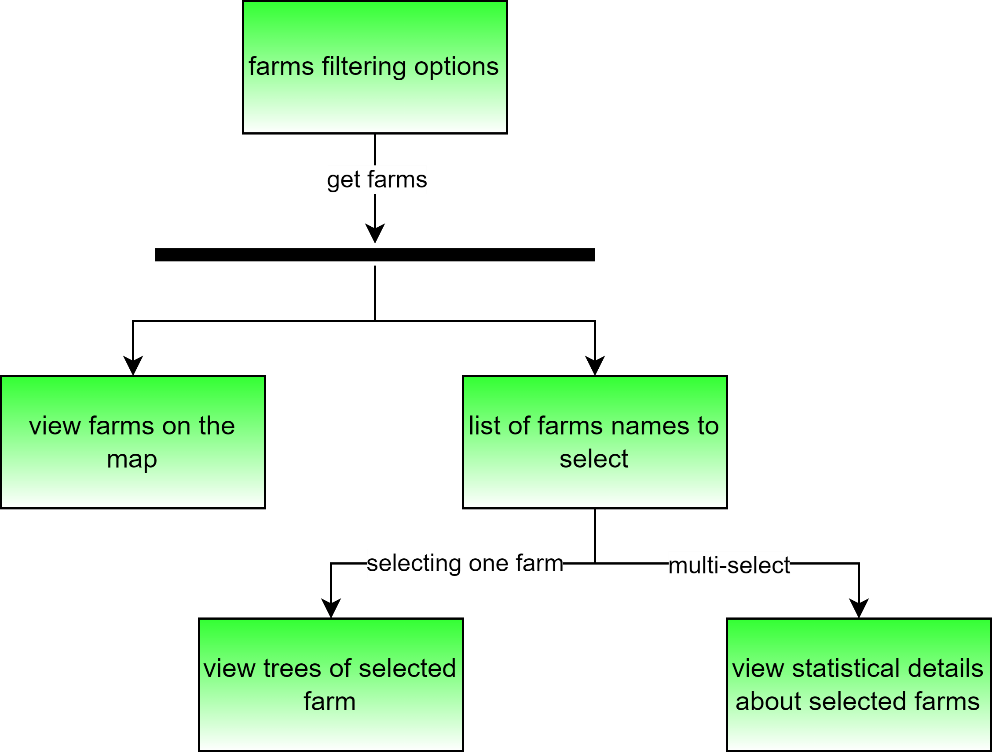 farms filtering options
get farms
view farms on the
map
list of farms names to
select
selecting one farm
multi-select
view trees of selected
farm
view statistical details
about selected farms